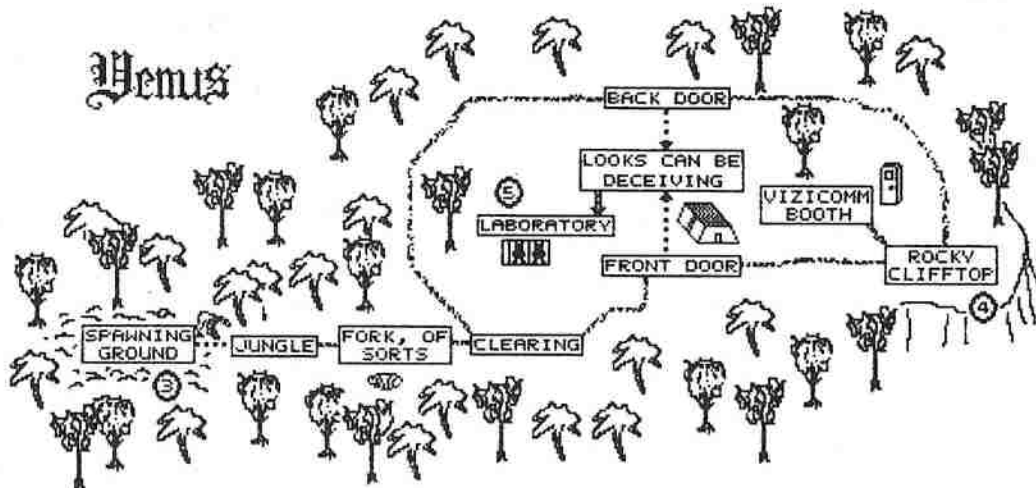 Venus
BACK DOOR
LOOKS CAN BE
DECEIVING
5
LABORATORY
VIZICOMM
BOOTH
FRONT DOOR
ROCKY
CLIFFTOP
4
SPAWNING
GROUND
JUNGLE
FORK, OF
SORTS
CLEARING
3